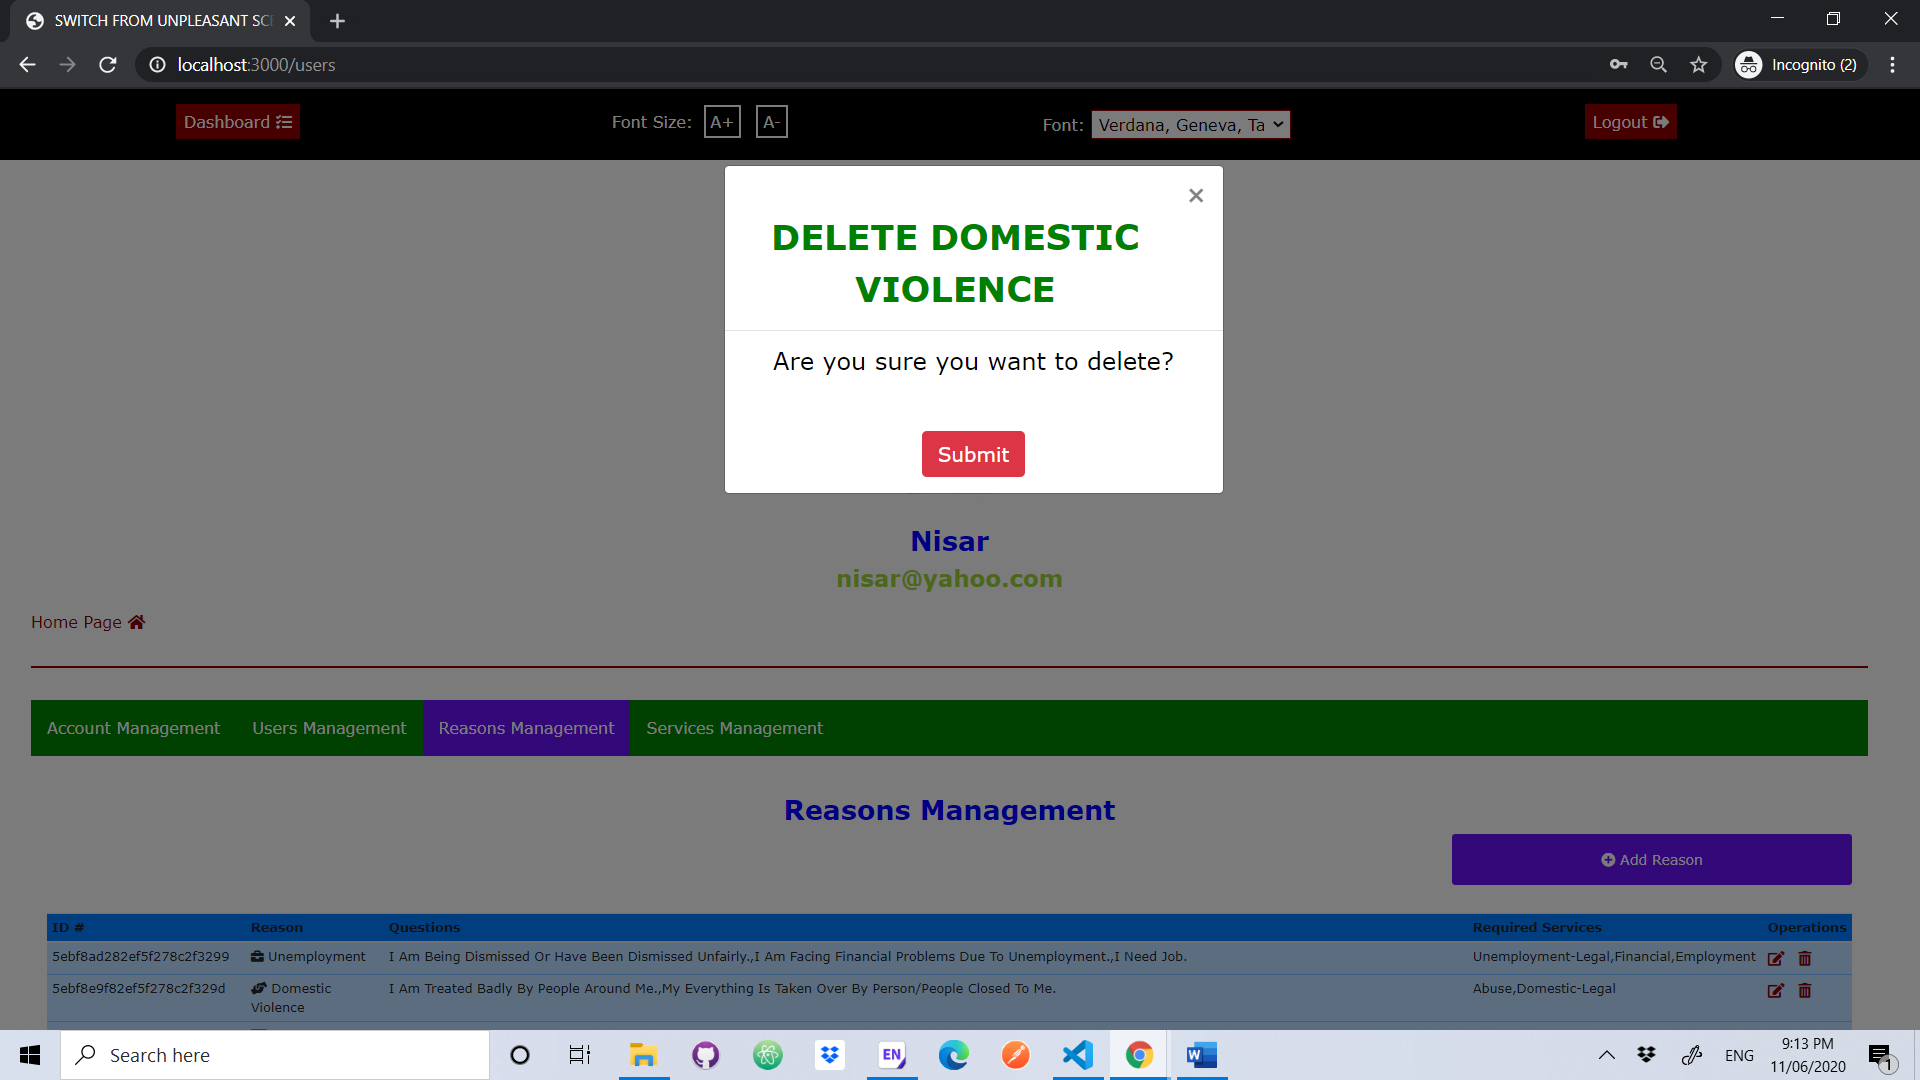 SWITCH FROM UNPLEASANT SCE
localhost:3000/users
Incognito (2)
Dashboard
Font Size: A+ A-
Font: Verdana, Geneva, Ta
Logout
×
DELETE DOMESTIC
VIOLENCE
Are you sure you want to delete?
Submit
Nisar
nisar@yahoo.com
Home Page
Account Management Users Management Reasons Management Services Management
Reasons Management
Add Reason
ID # Reason Questions Required Services Operations
5ebf8ad282ef5f278c2f3299 Unemployment I Am Being Dismissed Or Have Been Dismissed Unfairly.,I Am Facing Financial Problems Due To Unemployment.,I Need Job. Unemployment-Legal,Financial,Employment
5ebf8e9f82ef5f278c2f329d Domestic I Am Treated Badly By People Around Me.,My Everything Is Taken Over By Person/People Closed To Me. Abuse,Domestic-Legal
Violence
Search here
EN
W
ENG
9:13 PM
11/06/2020
1